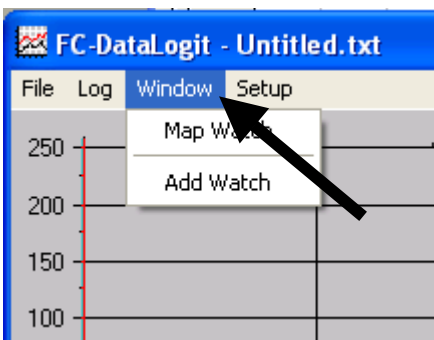 FC-DataLogit - Untitled.txt
File Log Window Setup
Map Watch
Add Watch
250
200
150
100